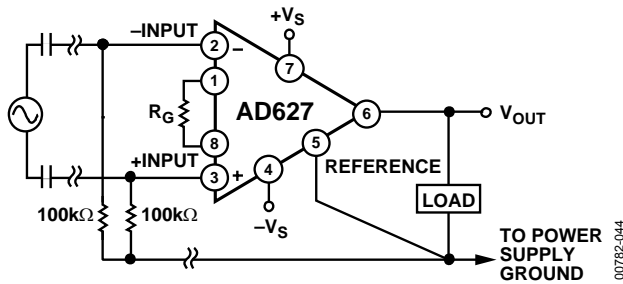 +VS
−INPUT
2
−
7
1
RG
AD627
6
VOUT
8
5
+INPUT
REFERENCE
3
+
4
LOAD
100kΩ
100kΩ
−VS
TO POWER
SUPPLY
GROUND
00782-044